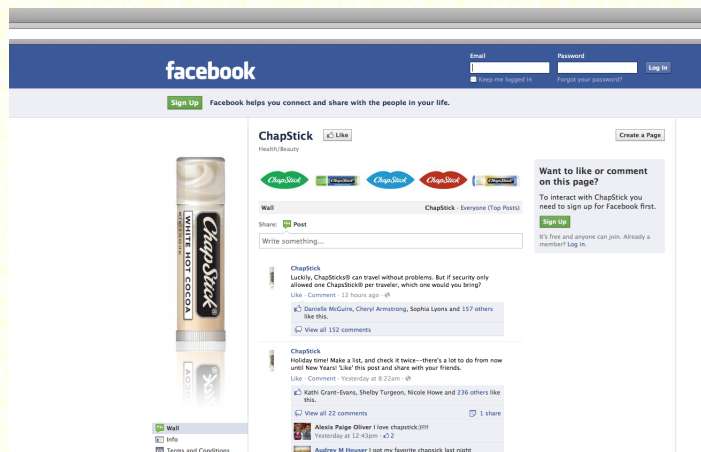 facebook
Email
Password
Log In
Keep me logged in
Forgot your password?
Sign Up
Facebook helps you connect and share with the people in your life.
ChapStick
WHITE HOT COCOA
ChapStick
Like
Health/Beauty
Create a Page
ChapStick
ChapStick
ChapStick
ChapStick
ChapStick
Wall
ChapStick · Everyone (Top Posts)
Share:
Post
Write something...
Want to like or comment
on this page?
To interact with ChapStick you
need to sign up for Facebook first.
Sign Up
It's free and anyone can join. Already a
member? Log in.
ChapStick
Luckily, ChapSticks® can travel without problems. But if security only
allowed one ChapsStick® per traveler, which one would you bring?
Like · Comment · 12 hours ago ·
Danielle McGuire, Cheryl Armstrong, Sophia Lyons and 157 others
like this.
View all 152 comments
ChapStick
Holiday time! Make a list, and check it twice--there's a lot to do from now
until New Years! 'Like' this post and share with your friends.
Like · Comment · Yesterday at 8:22am ·
Kathi Grant-Evans, Shelby Turgeon, Nicole Howe and 236 others like
this.
View all 22 comments
1 share
Alexis Paige Oliver I love chapstick:)!!!!
Yesterday at 12:43pm · 2
Audrey M Heuser I got my favorite chapsick last night
Wall
Info
Terms and Conditions